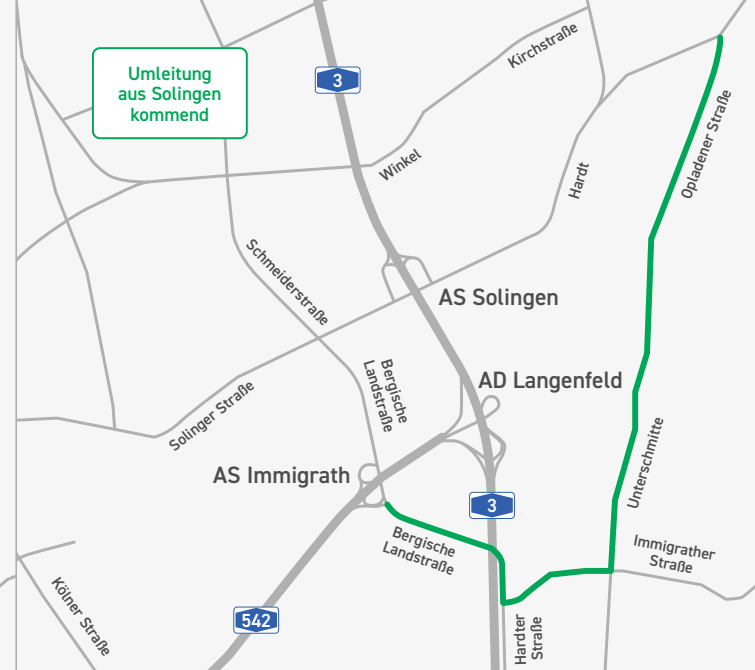 Umleitung
aus Solingen
kommend
3
Kirchstraße
Winkel
Hardt
Opladener Straße
Schmeiderstraße
AS Solingen
AD Langenfeld
Bergische
Landstraße
Solinger Straße
AS Immigrath
3
Unterschmitte
Bergische
Landstraße
Immigrather
Straße
Kölner Straße
542
Hardter
Straße